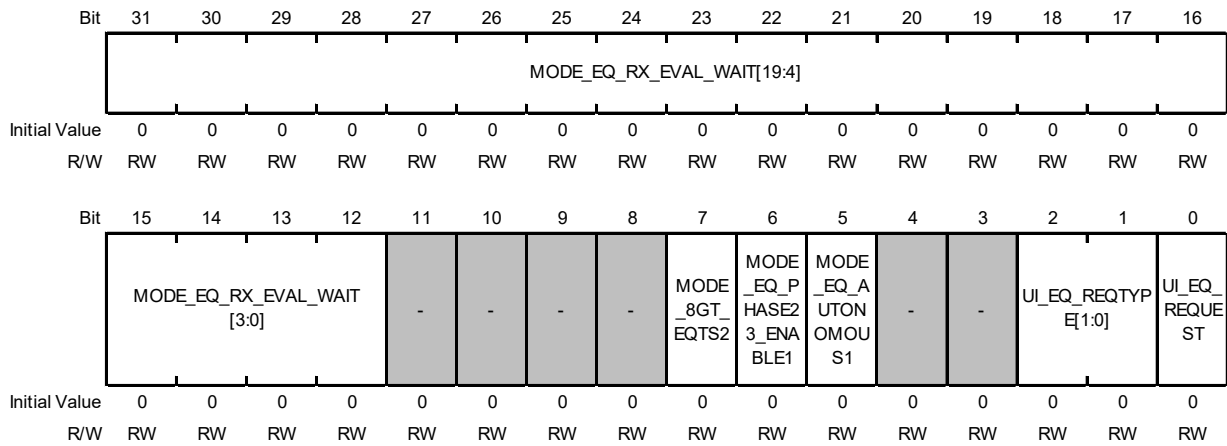 Bit 31 30 29 28 27 26 25 24 23 22 21 20 19 18 17 16
MODE_EQ_RX_EVAL_WAIT[19:4]
Initial Value 0 0 0 0 0 0 0 0 0 0 0 0 0 0 0 0
R/W RW RW RW RW RW RW RW RW RW RW RW RW RW RW RW RW
Bit 15 14 13 12 11 10 9 8 7 6 5 4 3 2 1 0
MODE_EQ_RX_EVAL_WAIT
[3:0]
-
-
-
-
MODE
_8GT_
EQTS2
MODE
_EQ_P
HASE2
3_ENA
BLE1
MODE
_EQ_A
UTON
OMOU
S1
-
-
UI_EQ_REQTYP
E[1:0]
UI_EQ_
REQUE
ST
Initial Value 0 0 0 0 0 0 0 0 0 0 0 0 0 0 0 0
R/W RW RW RW RW RW RW RW RW RW RW RW RW RW RW RW RW